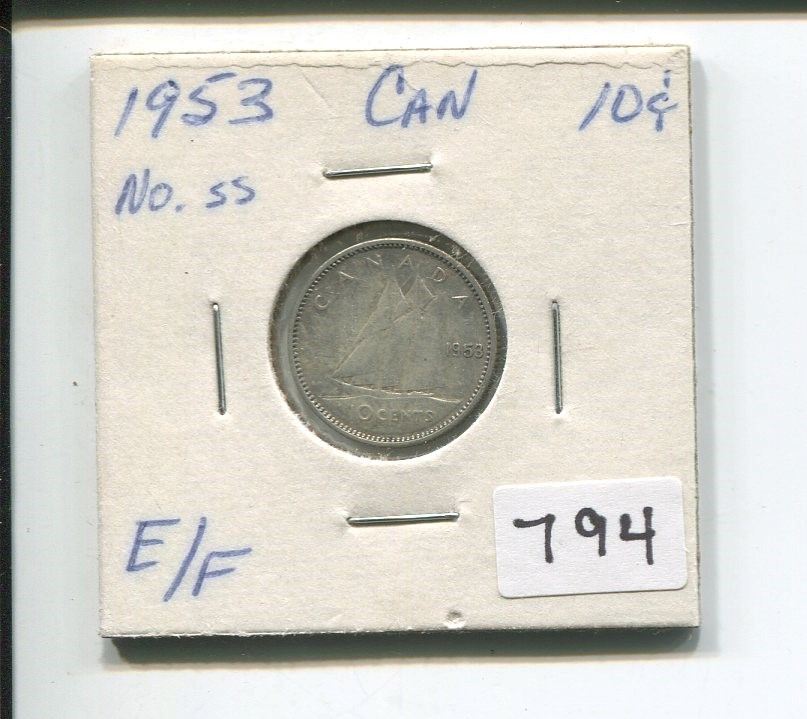 1953 CAN 10¢
No. SS
CANADA
1953
10 CENTS
E/F
794